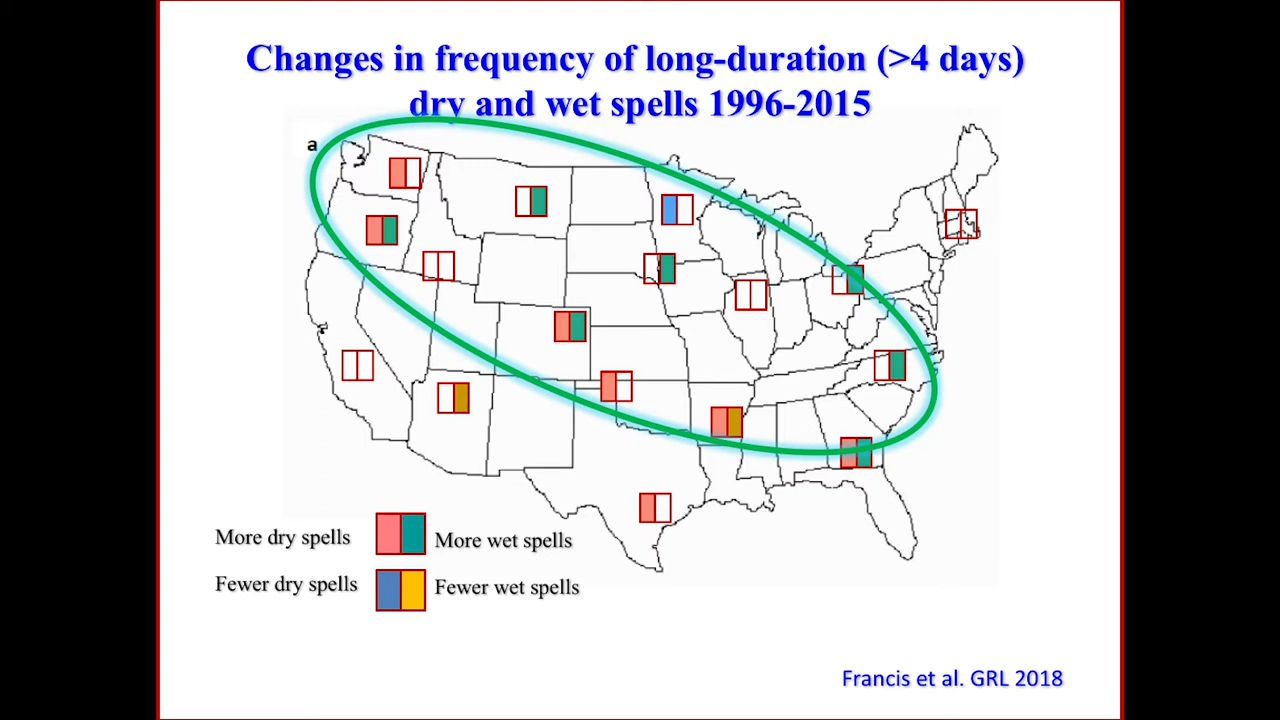 Changes in frequency of long-duration (>4 days)
dry and wet spells 1996-2015
a
More dry spells
More wet spells
Fewer dry spells
Fewer wet spells
Francis et al. GRL 2018